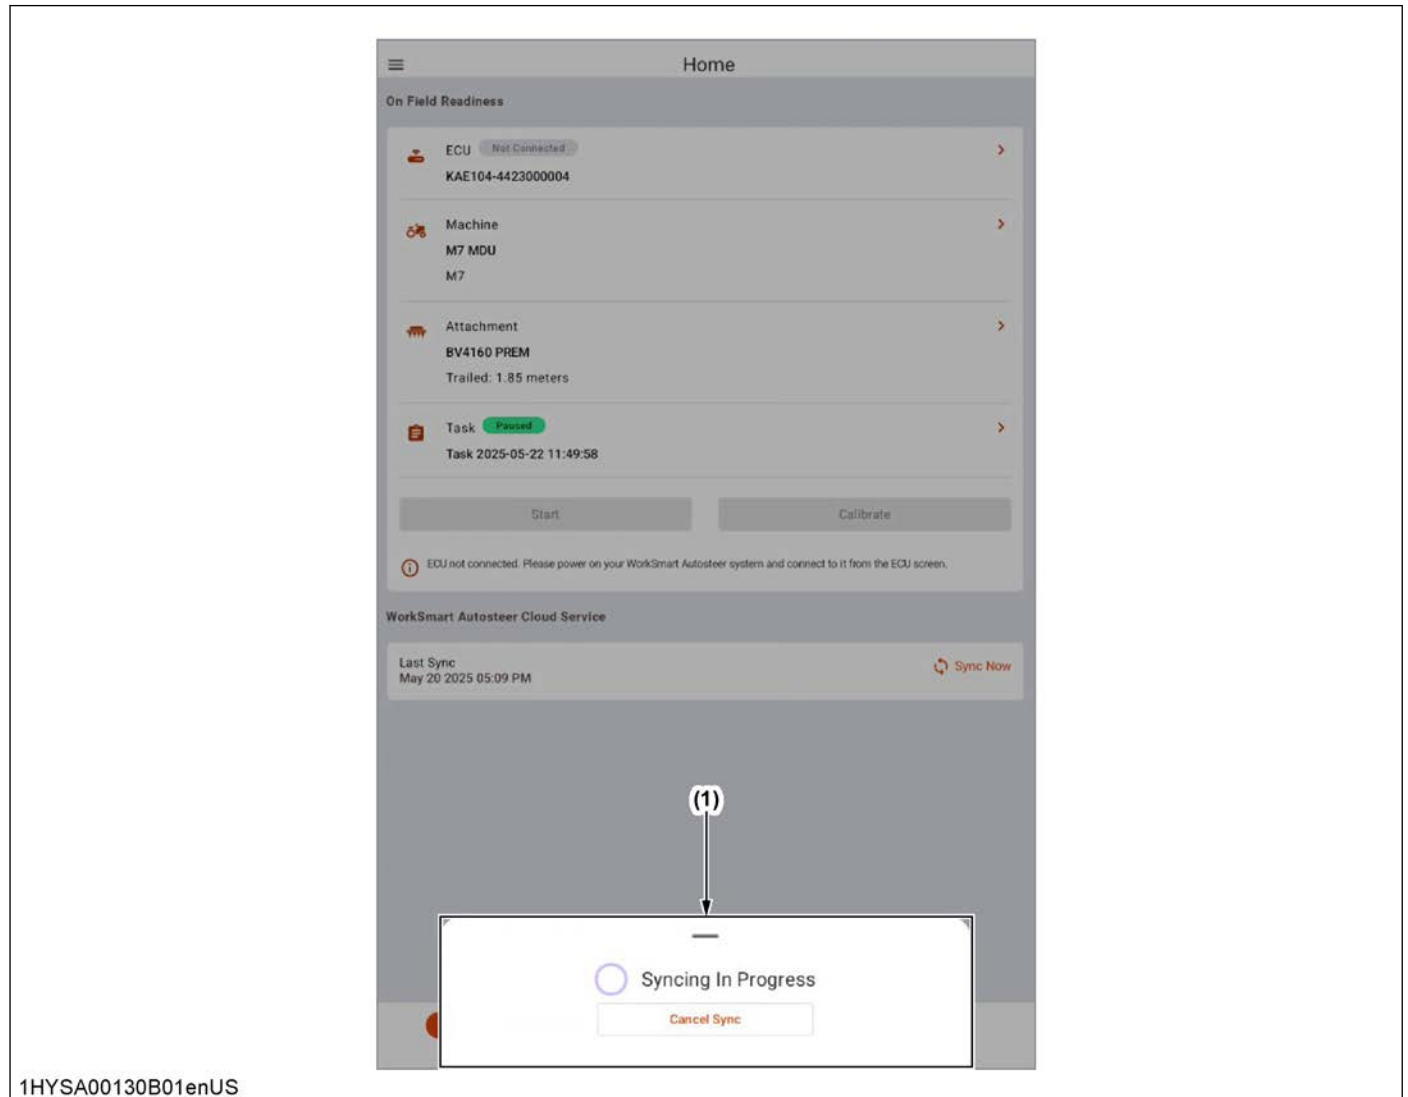 Home
On Field Readiness
ECU Not Connected
KAE104-4423000004
Machine
M7 MDU
M7
Attachment
BV4160 PREM
Trailed: 1.85 meters
Task Paused
Task 2025-05-22 11:49:58
Start Calibrate
ECU not connected. Please power on your WorkSmart Autosteer system and connect to it from the ECU screen.
WorkSmart Autosteer Cloud Service
Last Sync
May 20 2025 05:09 PM
Sync Now
(1)
Syncing In Progress
Cancel Sync
1HYSA00130B01enUS